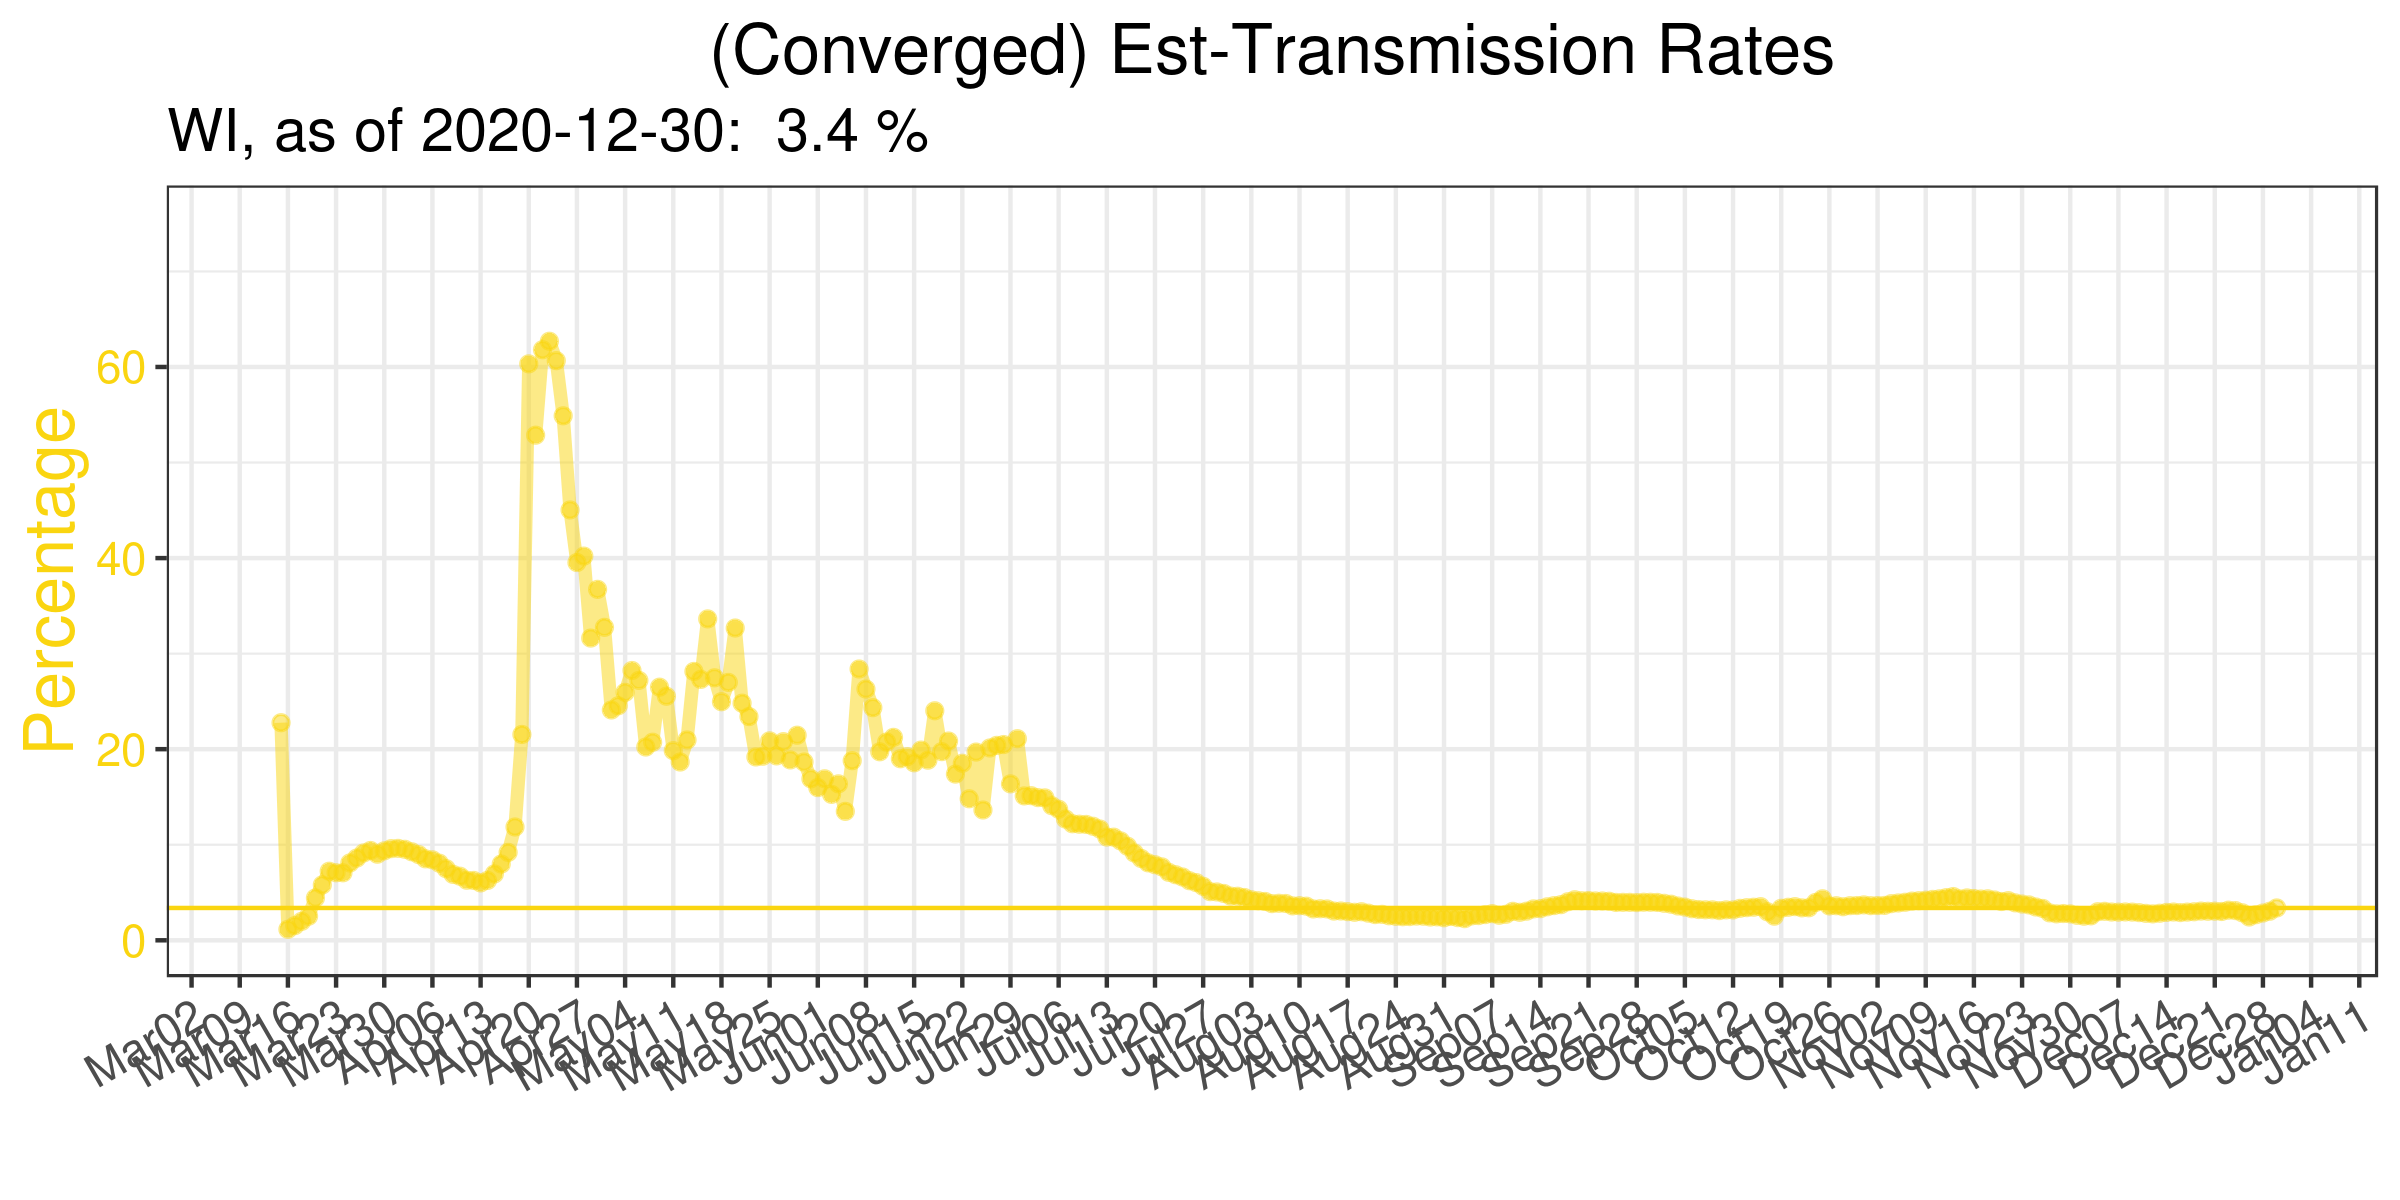 (Converged) Est-Transmission Rates
WI, as of 2020-12-30:  3.4 %
Percentage
60
40
20
0
Mar02
Mar09
Mar16
Mar23
Mar30
Apr06
Apr13
Apr20
Apr27
May04
May11
May18
May25
Jun01
Jun08
Jun15
Jun22
Jun29
Jul06
Jul13
Jul20
Jul27
Aug03
Aug10
Aug17
Aug24
Aug31
Sep07
Sep14
Sep21
Sep28
Oct05
Oct12
Oct19
Oct26
Nov02
Nov09
Nov16
Nov23
Nov30
Dec07
Dec14
Dec21
Dec28
Jan04
Jan11